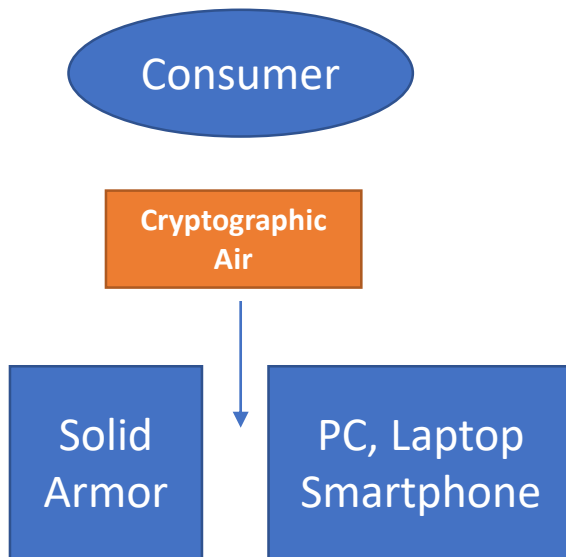 Consumer
Cryptographic
Air
Solid
Armor
PC, Laptop
Smartphone